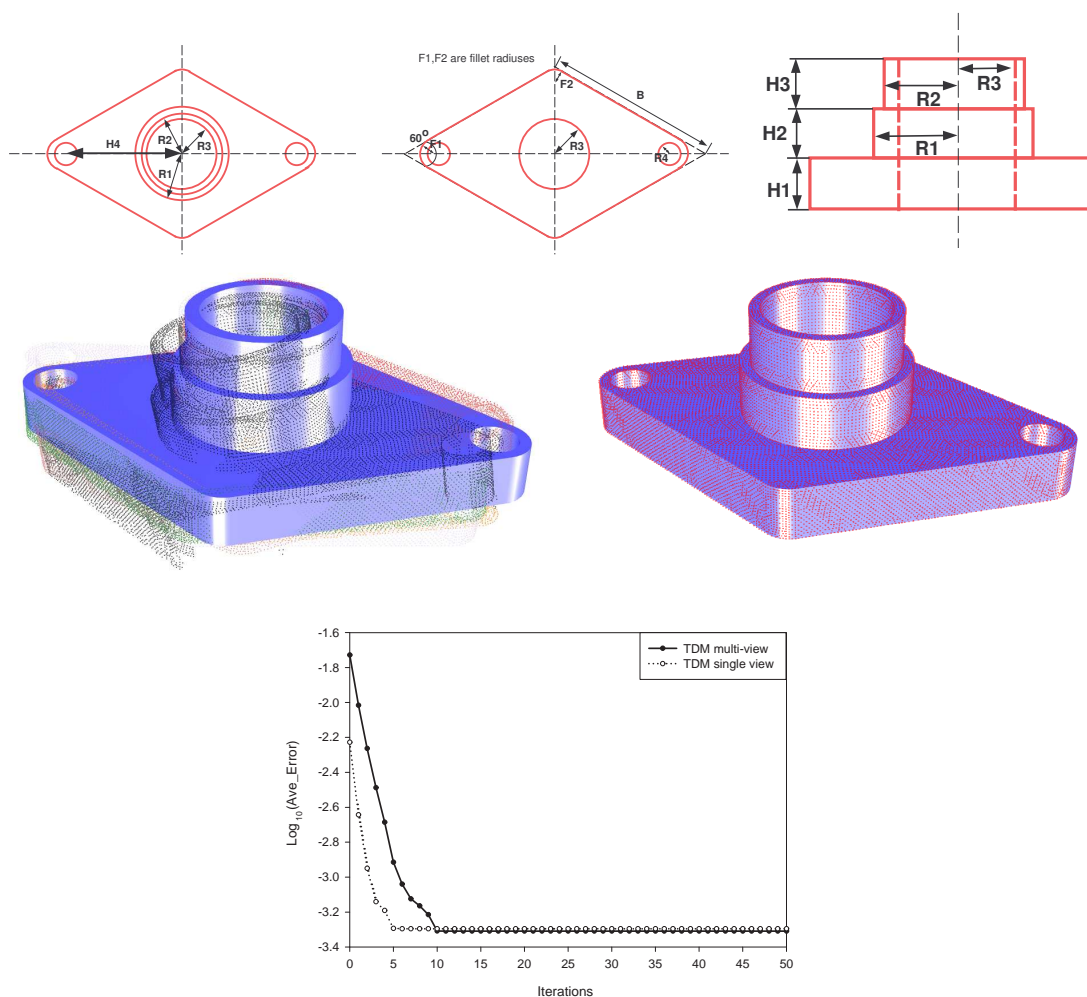 F1,F2 are fillet radiuses
H4
R2
R3
R1
F2
B
60°
F1
R3
R4
H3
R2
R3
H2
R1
H1
-1.6
-1.8
-2.0
-2.2
-2.4
-2.6
-2.8
-3.0
-3.2
-3.4
Log 10(Ave_Error)
TDM multi-view
TDM single view
0 5 10 15 20 25 30 35 40 45 50
Iterations